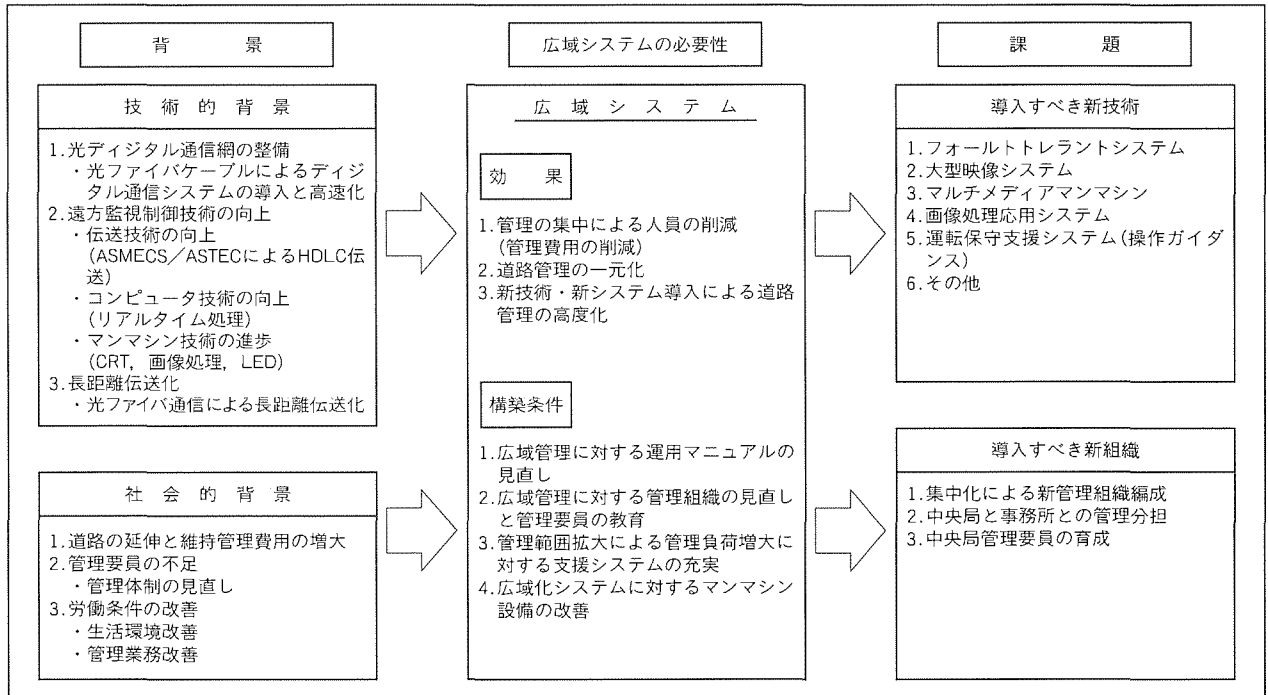 背景
広域システムの必要性
課題
技術的背景
1.光ディジタル通信網の整備
・光ファイバケーブルによるディジ
タル通信システムの導入と高速化
2.遠方監視制御技術の向上
・伝送技術の向上
(ASMECS/ASTECによるHDLC伝
送)
・コンピュータ技術の向上
(リアルタイム処理)
・マンマシン技術の進歩
(CRT, 画像処理, LED)
3.長距離伝送化
・光ファイバ通信による長距離伝送化
社会的背景
1.道路の延伸と維持管理費用の増大
2.管理要員の不足
・管理体制の見直し
3.労働条件の改善
・生活環境改善
・管理業務改善
広域システム
効果
1.管理の集中による人員の削減
(管理費用の削減)
2.道路管理の一元化
3.新技術・新システム導入による道路
管理の高度化
構築条件
1.広域管理に対する運用マニュアルの
見直し
2.広域管理に対する管理組織の見直し
と管理要員の教育
3.管理範囲拡大による管理負荷増大に
対する支援システムの充実
4.広域化システムに対するマンマシン
設備の改善
導入すべき新技術
1.フォールトトレラントシステム
2.大型映像システム
3.マルチメディアマンマシン
4.画像処理応用システム
5.運転保守支援システム(操作ガイダ
ンス)
6.その他
導入すべき新組織
1.集中化による新管理組織編成
2.中央局と事務所との管理分担
3.中央局管理要員の育成